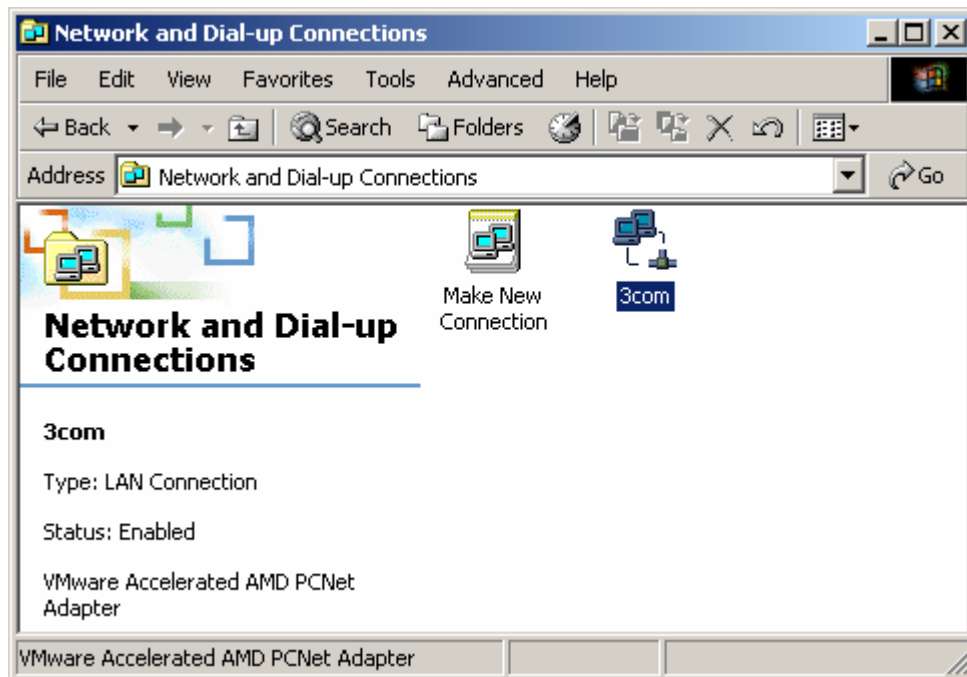 Network and Dial-up Connections
File Edit View Favorites Tools Advanced Help
Back Search Folders
Address Network and Dial-up Connections Go
Make New
Connection
3com
Network and Dial-up
Connections
3com
Type: LAN Connection
Status: Enabled
VMware Accelerated AMD PCNet
Adapter
VMware Accelerated AMD PCNet Adapter